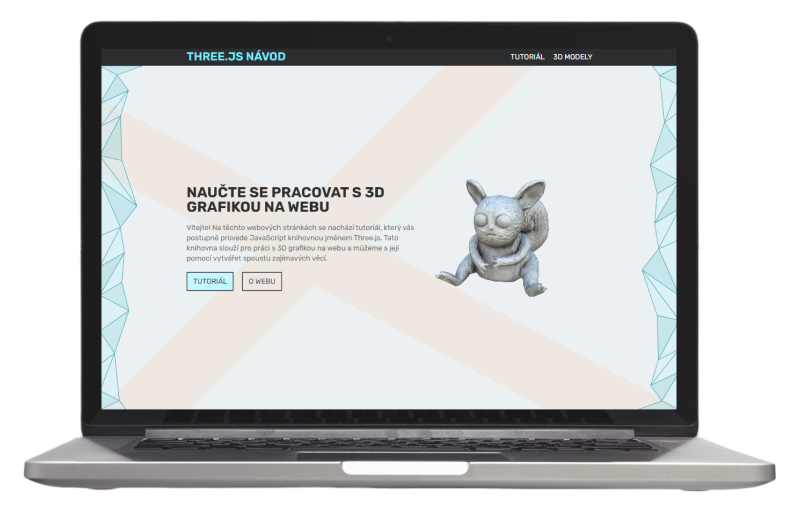 THREE.JS NÁVOD
TUTORIÁL 3D MODELY
NAUČTE SE PRACOVAT S 3D
GRAFIKOU NA WEBU
Vítejte! Na těchto webových stránkách se nachází tutoriál, který vás
postupně provede JavaScript knihovnou jménem Three.js. Tato
knihovna slouží pro práci s 3D grafikou na webu a můžeme s její
pomocí vytvářet spoustu zajímavých věcí.
TUTORIÁL O WEBU